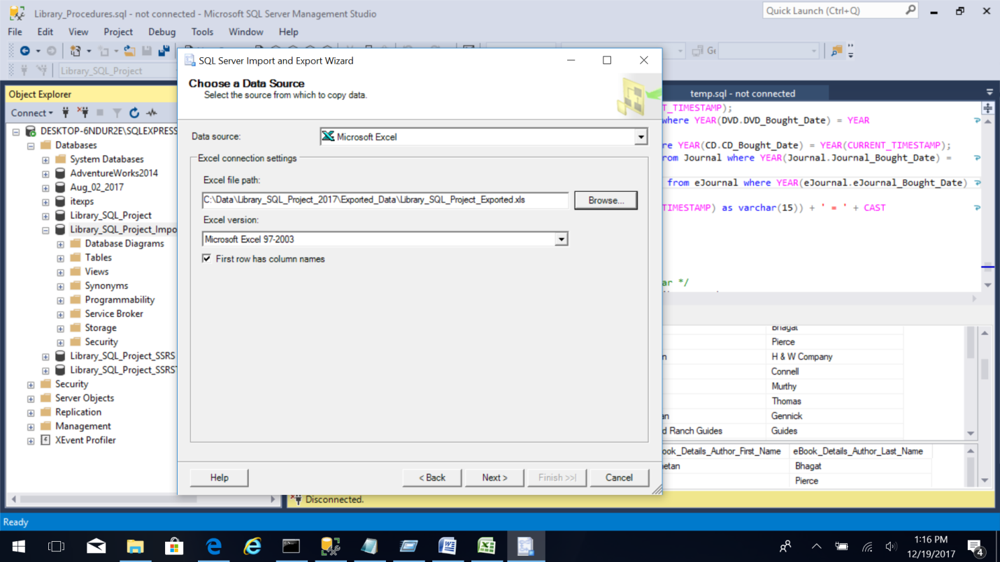 Library_Procedures.sql - not connected - Microsoft SQL Server Management Studio
Quick Launch (Ctrl+Q)
File Edit View Project Debug Tools Window Help
Library_SQL_Project
Object Explorer
Connect
DESKTOP-6NDUR2E\SQLEXPRESS
Databases
System Databases
AdventureWorks2014
Aug_02_2017
itexps
Library_SQL_Project
Library_SQL_Project_Impo
Database Diagrams
Tables
Views
Synonyms
Programmability
Service Broker
Storage
Security
Library_SQL_Project_SSRS
Library_SQL_Project_SSRS
Security
Server Objects
Replication
Management
XEvent Profiler
SQL Server Import and Export Wizard
Choose a Data Source
Select the source from which to copy data.
Data source: Microsoft Excel
Excel connection settings
Excel file path:
C:\Data\Library_SQL_Project_2017\Exported_Data\Library_SQL_Project_Exported.xls
Browse...
Excel version:
Microsoft Excel 97-2003
First row has column names
Help < Back Next > Finish >>| Cancel
temp.sql - not connected
T_TIMESTAMP);
where YEAR(DVD.DVD_Bought_Date) = YEAR
re YEAR(CD.CD_Bought_Date) = YEAR(CURRENT_TIMESTAMP);
rom Journal where YEAR(Journal.Journal_Bought_Date) =
from eJournal where YEAR(eJournal.eJournal_Bought_Date)
TIMESTAMP) as varchar(15)) + ' = ' + CAST
ar */
Bhagat
Pierce
n H & W Company
Connell
Murthy
Thomas
an Gennick
d Ranch Guides Guides
ook_Details_Author_First_Name eBook_Details_Author_Last_Name
etan Bhagat
Pierce
Disconnected.
Ready
1:16 PM
12/19/2017
4